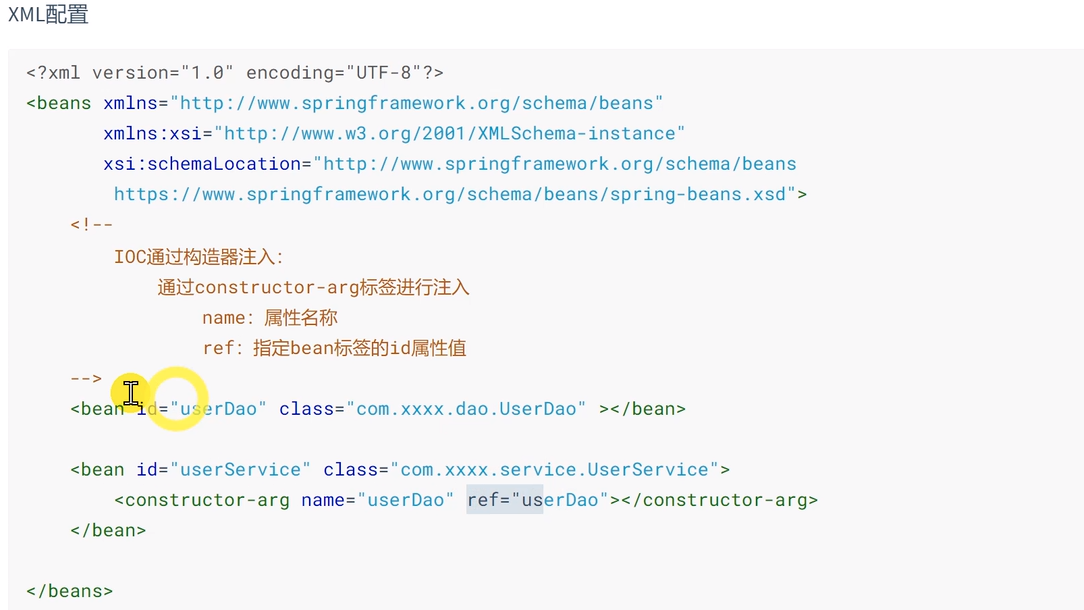 XML配置
<?xml version="1.0" encoding="UTF-8"?>
<beans xmlns="http://www.springframework.org/schema/beans"
xmlns:xsi="http://www.w3.org/2001/XMLSchema-instance"
xsi:schemaLocation="http://www.springframework.org/schema/beans
https://www.springframework.org/schema/beans/spring-beans.xsd">
<!--
IOC通过构造器注入：
通过constructor-arg标签进行注入
name：属性名称
ref：指定bean标签的id属性值
-->
<bean id="userDao" class="com.xxxx.dao.UserDao" ></bean>
<bean id="userService" class="com.xxxx.service.UserService">
<constructor-arg name="userDao" ref="userDao"></constructor-arg>
</bean>
</beans>